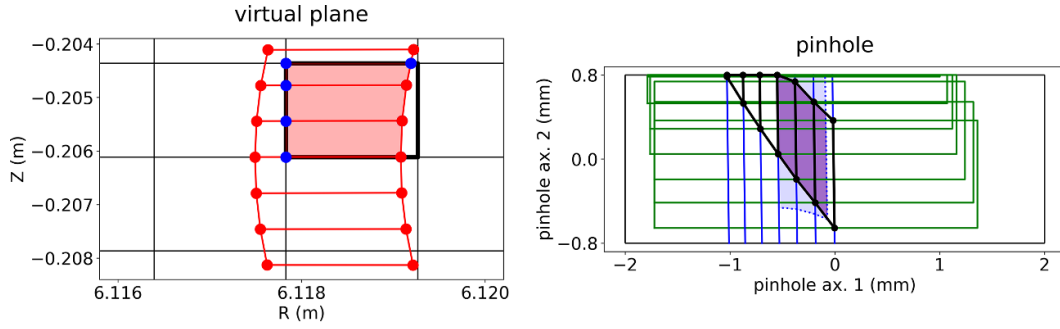 virtual plane
−0.204
−0.205
−0.206
−0.207
−0.208
Z (m)
6.116
6.118
6.120
R (m)
pinhole
0.8
0.0
−0.8
pinhole ax. 2 (mm)
−2
−1
0
1
2
pinhole ax. 1 (mm)